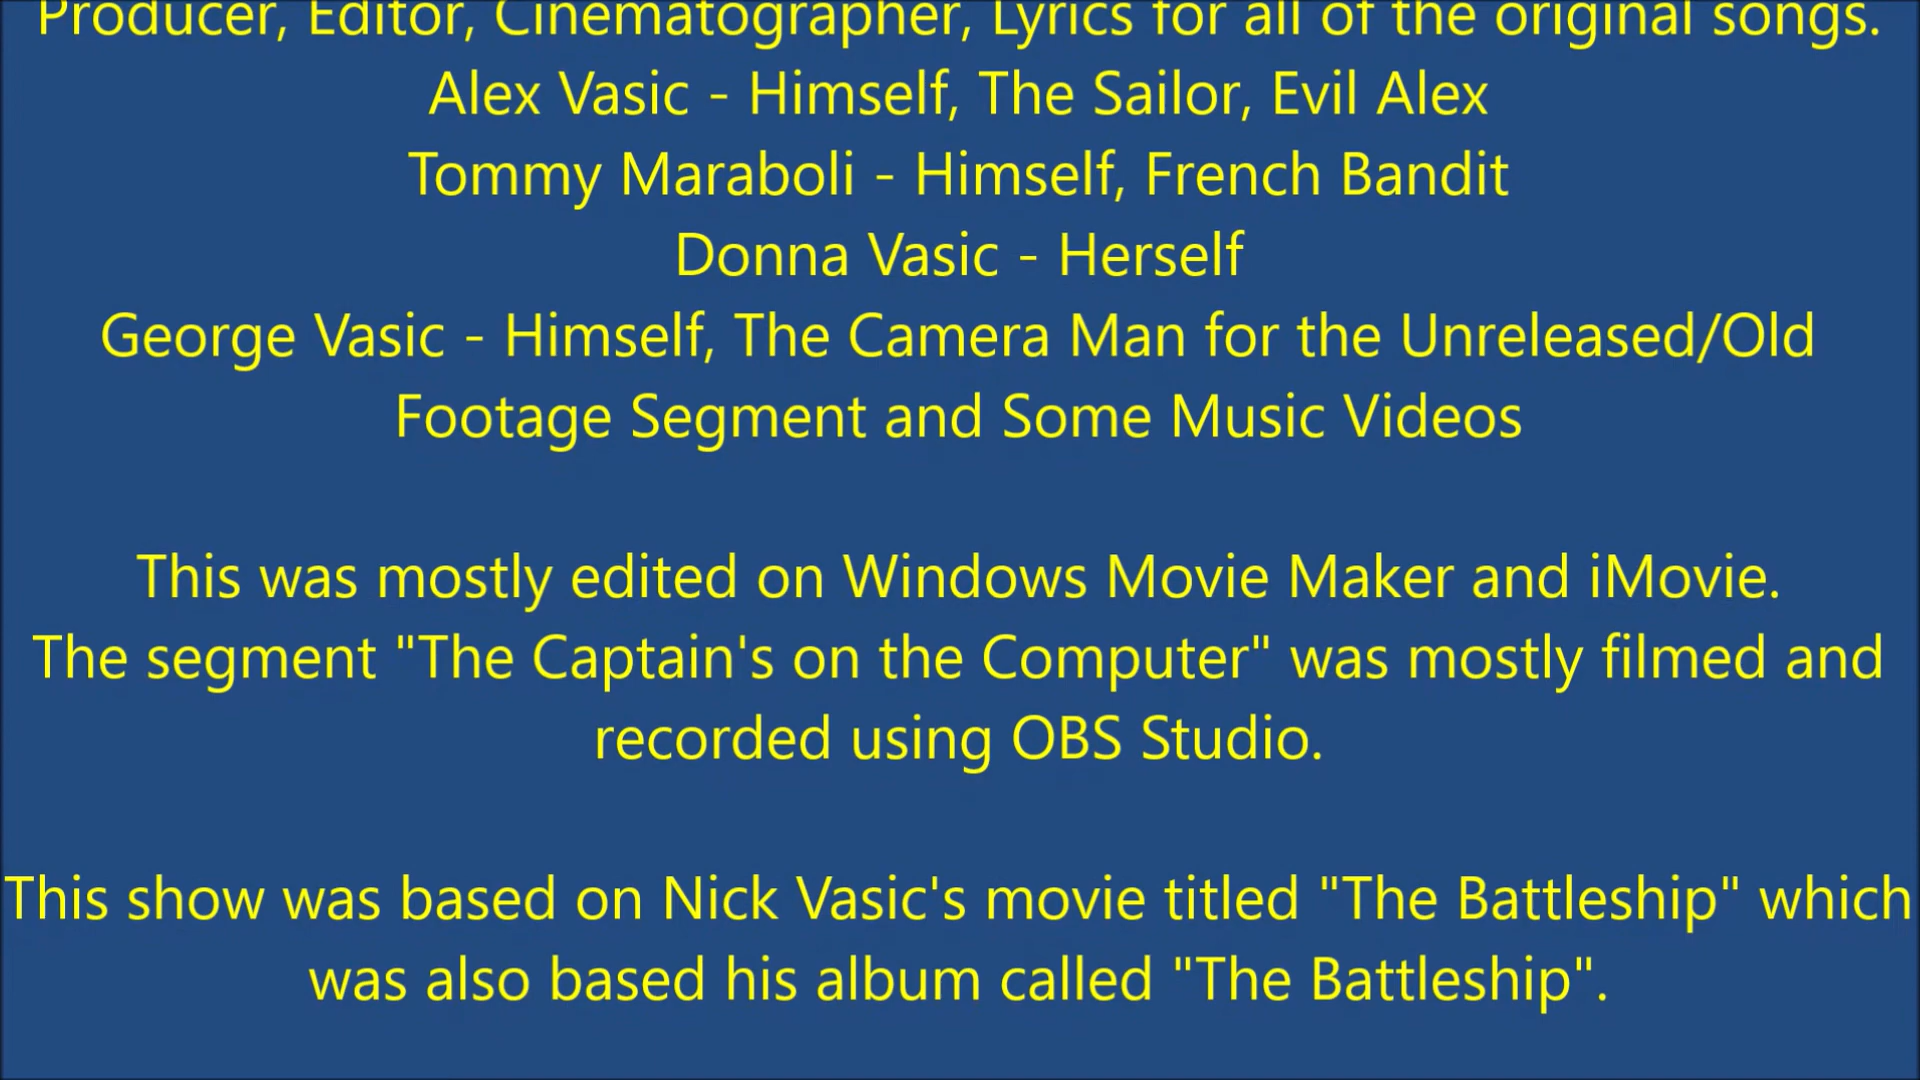 Producer, Editor, Cinematographer, Lyrics for all of the original songs.
Alex Vasic - Himself, The Sailor, Evil Alex
Tommy Maraboli - Himself, French Bandit
Donna Vasic - Herself
George Vasic - Himself, The Camera Man for the Unreleased/Old
Footage Segment and Some Music Videos
This was mostly edited on Windows Movie Maker and iMovie.
The segment "The Captain's on the Computer" was mostly filmed and
recorded using OBS Studio.
This show was based on Nick Vasic's movie titled "The Battleship" which
was also based his album called "The Battleship".